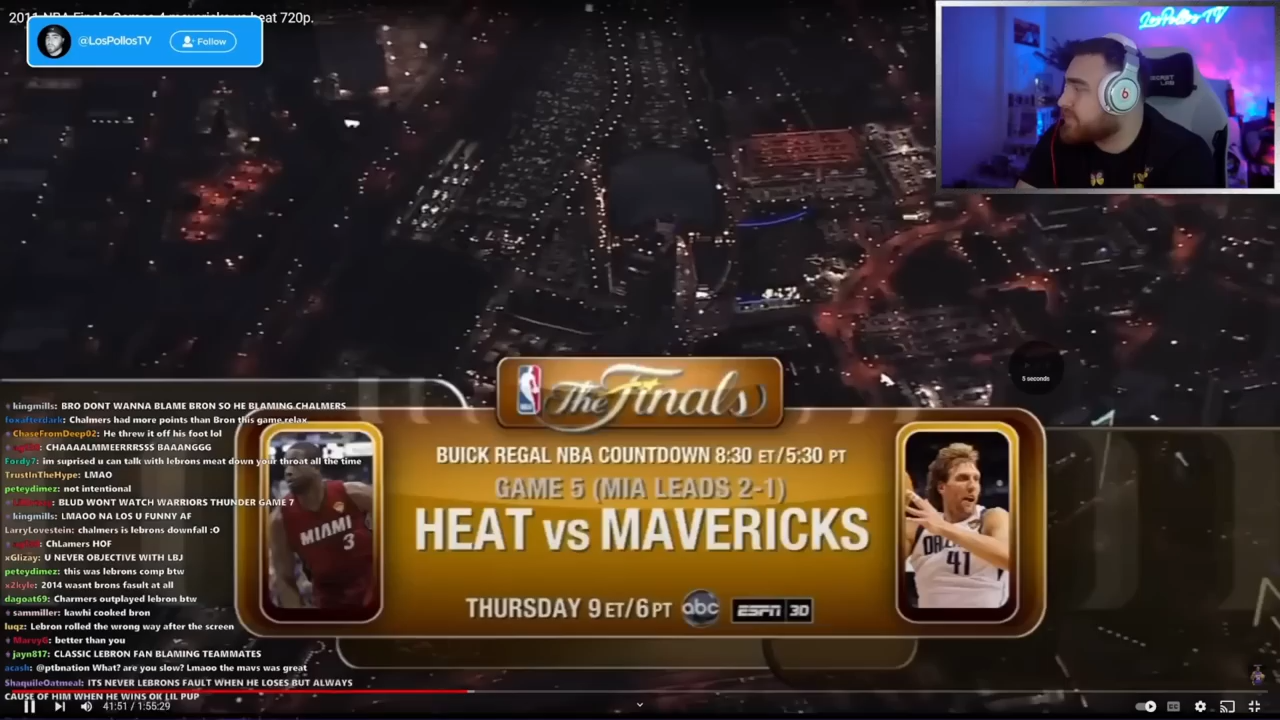 2011 NBA Finals Games 4 mavericks vs heat 720p.
@LosPollosTV
Follow
LosPollosTV
5 seconds
The Finals
BUICK REGAL NBA COUNTDOWN 8:30 ET/5:30 PT
GAME 5 (MIA LEADS 2-1)
HEAT vs MAVERICKS
THURSDAY 9 ET/6 PT abc ESPN 3D
MIAMI
3
41
kingmills: BRO DONT WANNA BLAME BRON SO HE BLAMING CHALMERS
foxafterdark: Chalmers had more points than Bron this game relax
ChaseFromDeep02: He threw it off his foot lol
CHAAAALMMEERRRSSS BAAANGGG
Fordy7: im suprised u can talk with lebrons meat down your throat all the time
TrustInTheHype: LMAO
peteydimez: not intentional
BLUD WONT WATCH WARRIORS THUNDER GAME 7
kingmills: LMAOO NA LOS U FUNNY AF
LarryLovestein: chalmers is lebrons downfall :O
ChLamers HOF
xGlizay: U NEVER OBJECTIVE WITH LBJ
peteydimez: this was lebrons comp btw
x2kyle: 2014 wasnt brons fasult at all
dagoat69: Charmers outplayed lebron btw
sammiller: kawhi cooked bron
luqz: Lebron rolled the wrong way after the screen
MarvyG: better than you
jayn817: CLASSIC LEBRON FAN BLAMING TEAMMATES
acash: @ptbnation What? are you slow? Lmaoo the mavs was great
ShaquileOatmeal: ITS NEVER LEBRONS FAULT WHEN HE LOSES BUT ALWAYS
CAUSE OF HIM WHEN HE WINS OK LIL PUP
41:51 / 1:55:29